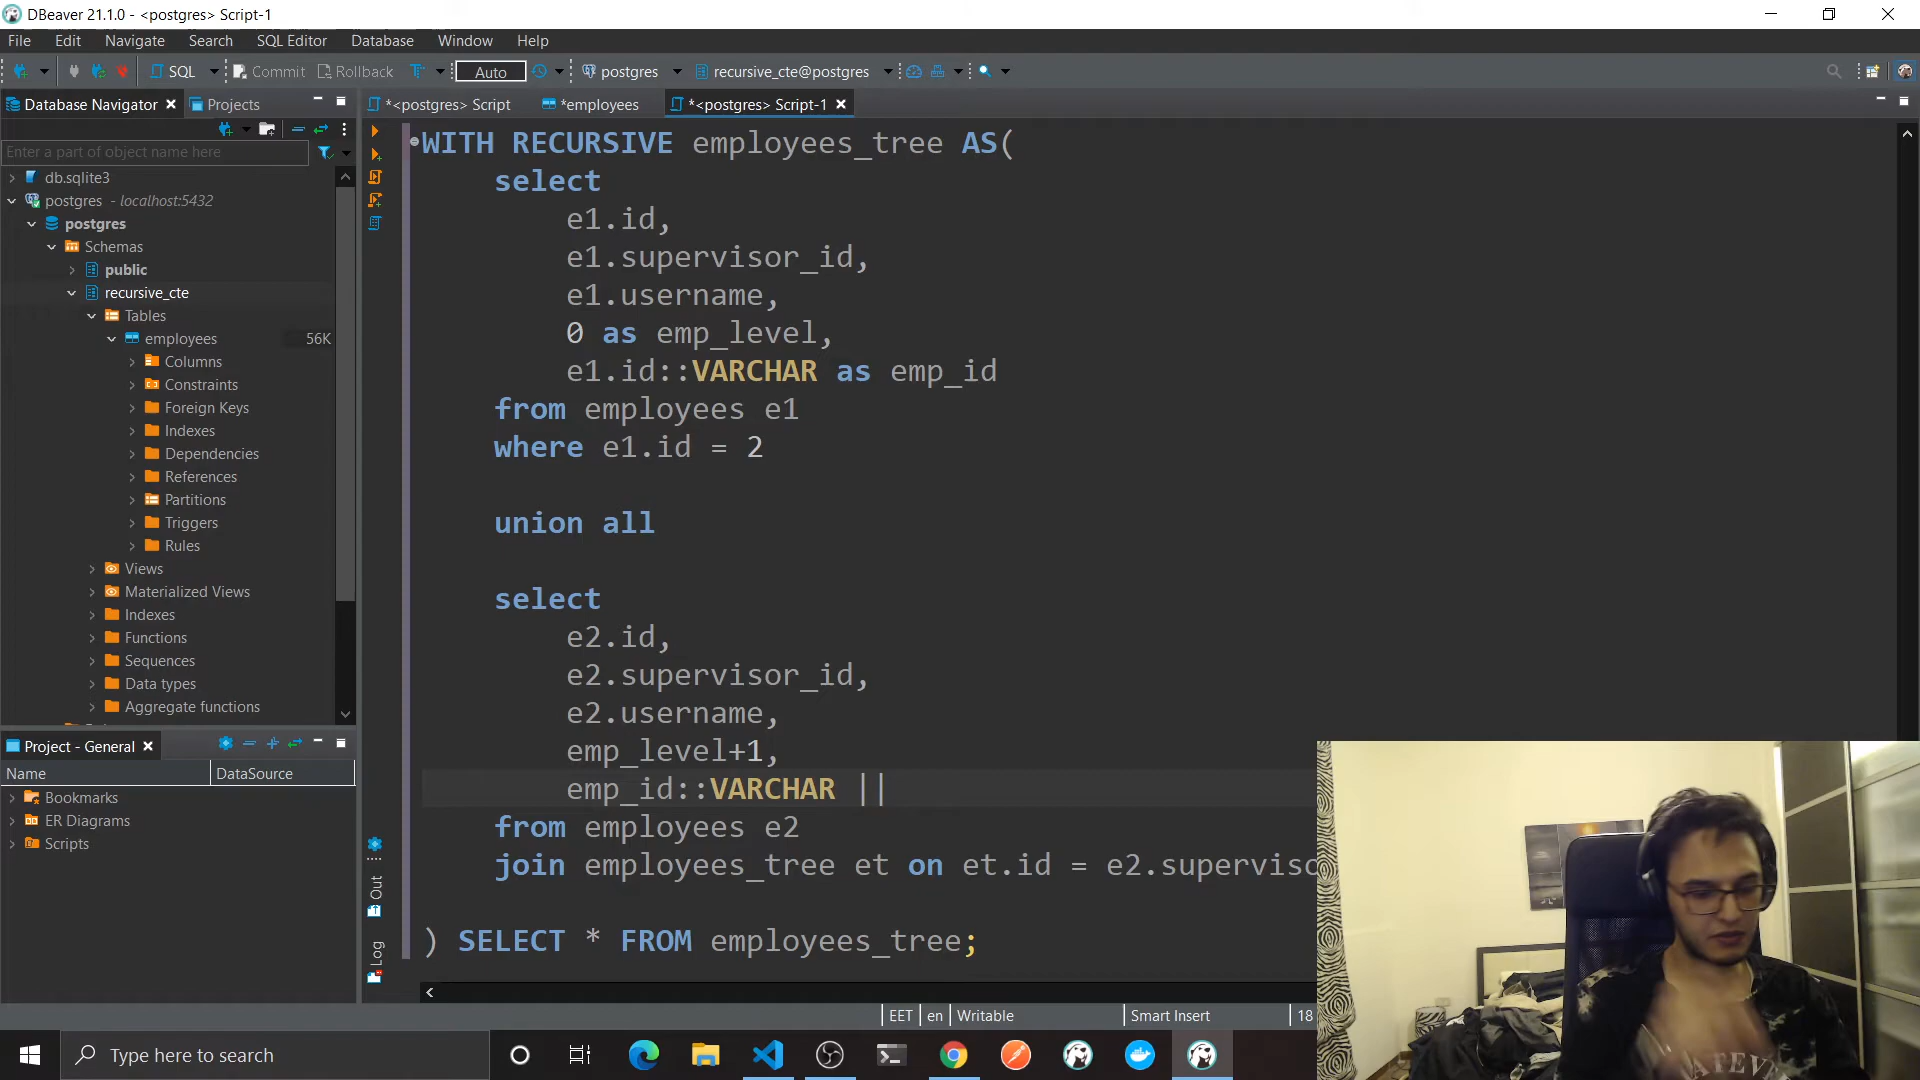 DBeaver 21.1.0 - <postgres> Script-1
File Edit Navigate Search SQL Editor Database Window Help
SQL Commit Rollback Auto postgres recursive_cte@postgres
Database Navigator Projects
Enter a part of object name here
db.sqlite3
postgres - localhost:5432
postgres
Schemas
public
recursive_cte
Tables
employees 56K
Columns
Constraints
Foreign Keys
Indexes
Dependencies
References
Partitions
Triggers
Rules
Views
Materialized Views
Indexes
Functions
Sequences
Data types
Aggregate functions
Project - General
Name DataSource
Bookmarks
ER Diagrams
Scripts
*<postgres> Script *employees *<postgres> Script-1
WITH RECURSIVE employees_tree AS(
select
e1.id,
e1.supervisor_id,
e1.username,
0 as emp_level,
e1.id::VARCHAR as emp_id
from employees e1
where e1.id = 2
union all
select
e2.id,
e2.supervisor_id,
e2.username,
emp_level+1,
emp_id::VARCHAR ||
from employees e2
join employees_tree et on et.id = e2.superviso
) SELECT * FROM employees_tree;
Out
Log
EET en Writable Smart Insert 18
Type here to search